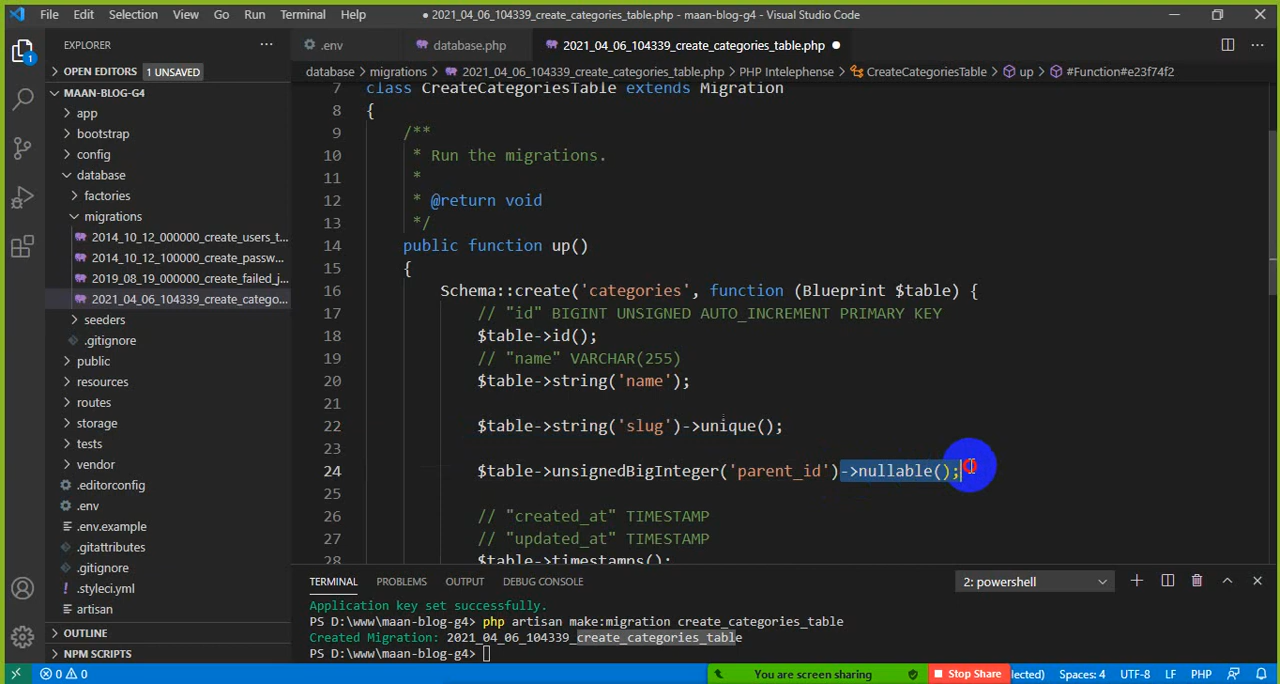 File Edit Selection View Go Run Terminal Help ● 2021_04_06_104339_create_categories_table.php - maan-blog-g4 - Visual Studio Code
EXPLORER ···
.env database.php 2021_04_06_104339_create_categories_table.php ●
OPEN EDITORS 1 UNSAVED
database > migrations > 2021_04_06_104339_create_categories_table.php > PHP Intelephense > CreateCategoriesTable > up > #Function#e23f74f2
MAAN-BLOG-G4
app
bootstrap
config
database
factories
migrations
2014_10_12_000000_create_users_t...
2014_10_12_100000_create_passw...
2019_08_19_000000_create_failed_j...
2021_04_06_104339_create_catego...
seeders
.gitignore
public
resources
routes
storage
tests
vendor
.editorconfig
.env
.env.example
.gitattributes
.gitignore
.styleci.yml
artisan
OUTLINE
NPM SCRIPTS
1
7 class CreateCategoriesTable extends Migration
8 {
9 /**
10 * Run the migrations.
11 *
12 * @return void
13 */
14 public function up()
15 {
16 Schema::create('categories', function (Blueprint $table) {
17 // "id" BIGINT UNSIGNED AUTO_INCREMENT PRIMARY KEY
18 $table->id();
19 // "name" VARCHAR(255)
20 $table->string('name');
21
22 $table->string('slug')->unique();
23
24 $table->unsignedBigInteger('parent_id')->nullable();
25
26 // "created_at" TIMESTAMP
27 // "updated_at" TIMESTAMP
28 $table->timestamps();
TERMINAL PROBLEMS OUTPUT DEBUG CONSOLE 2: powershell
Application key set successfully.
PS D:\www\maan-blog-g4> php artisan make:migration create_categories_table
Created Migration: 2021_04_06_104339_create_categories_table
PS D:\www\maan-blog-g4>
0 0 You are screen sharing Stop Share lected) Spaces: 4 UTF-8 LF PHP